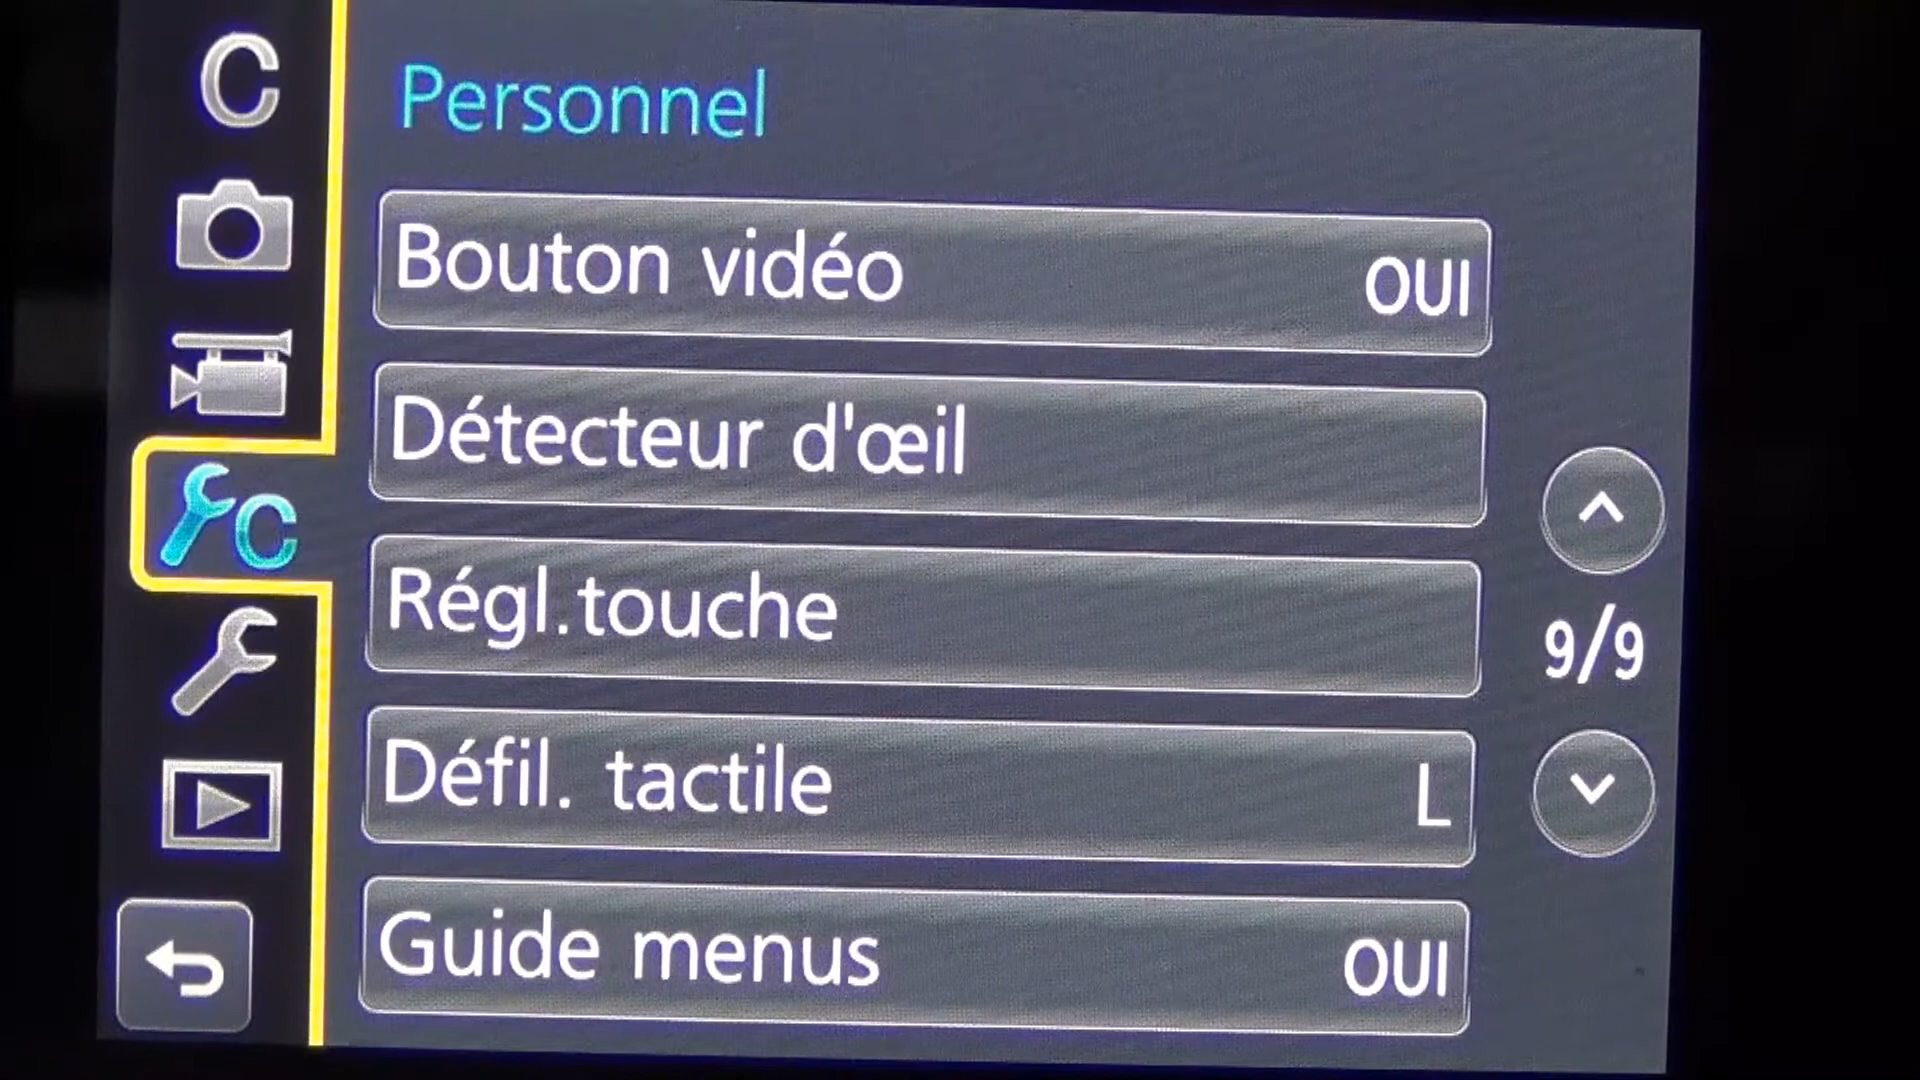 C
Personnel
Bouton vidéo OUI
Détecteur d'œil
C
Régl.touche
9/9
Défil. tactile L
Guide menus OUI